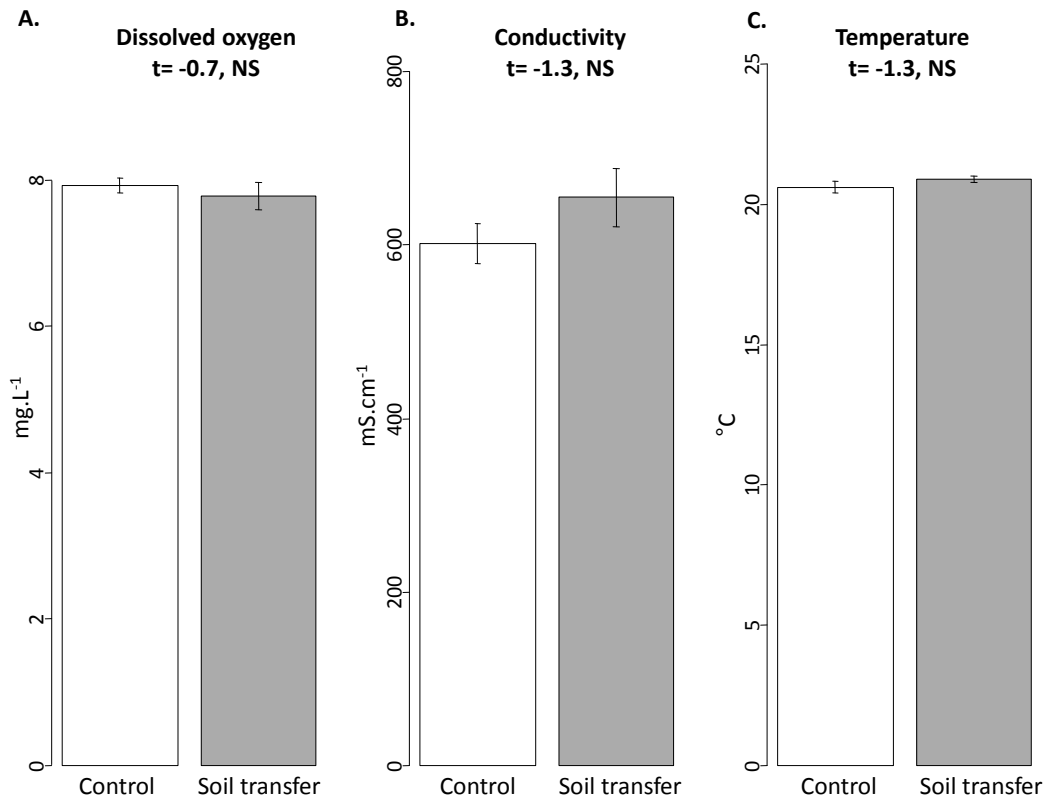 A.
Dissolved oxygen
t= -0.7, NS
mg.L⁻¹
8
6
4
2
0
Control Soil transfer
B.
Conductivity
t= -1.3, NS
mS.cm⁻¹
800
600
400
200
0
Control Soil transfer
C.
Temperature
t= -1.3, NS
°C
25
20
15
10
5
0
Control Soil transfer